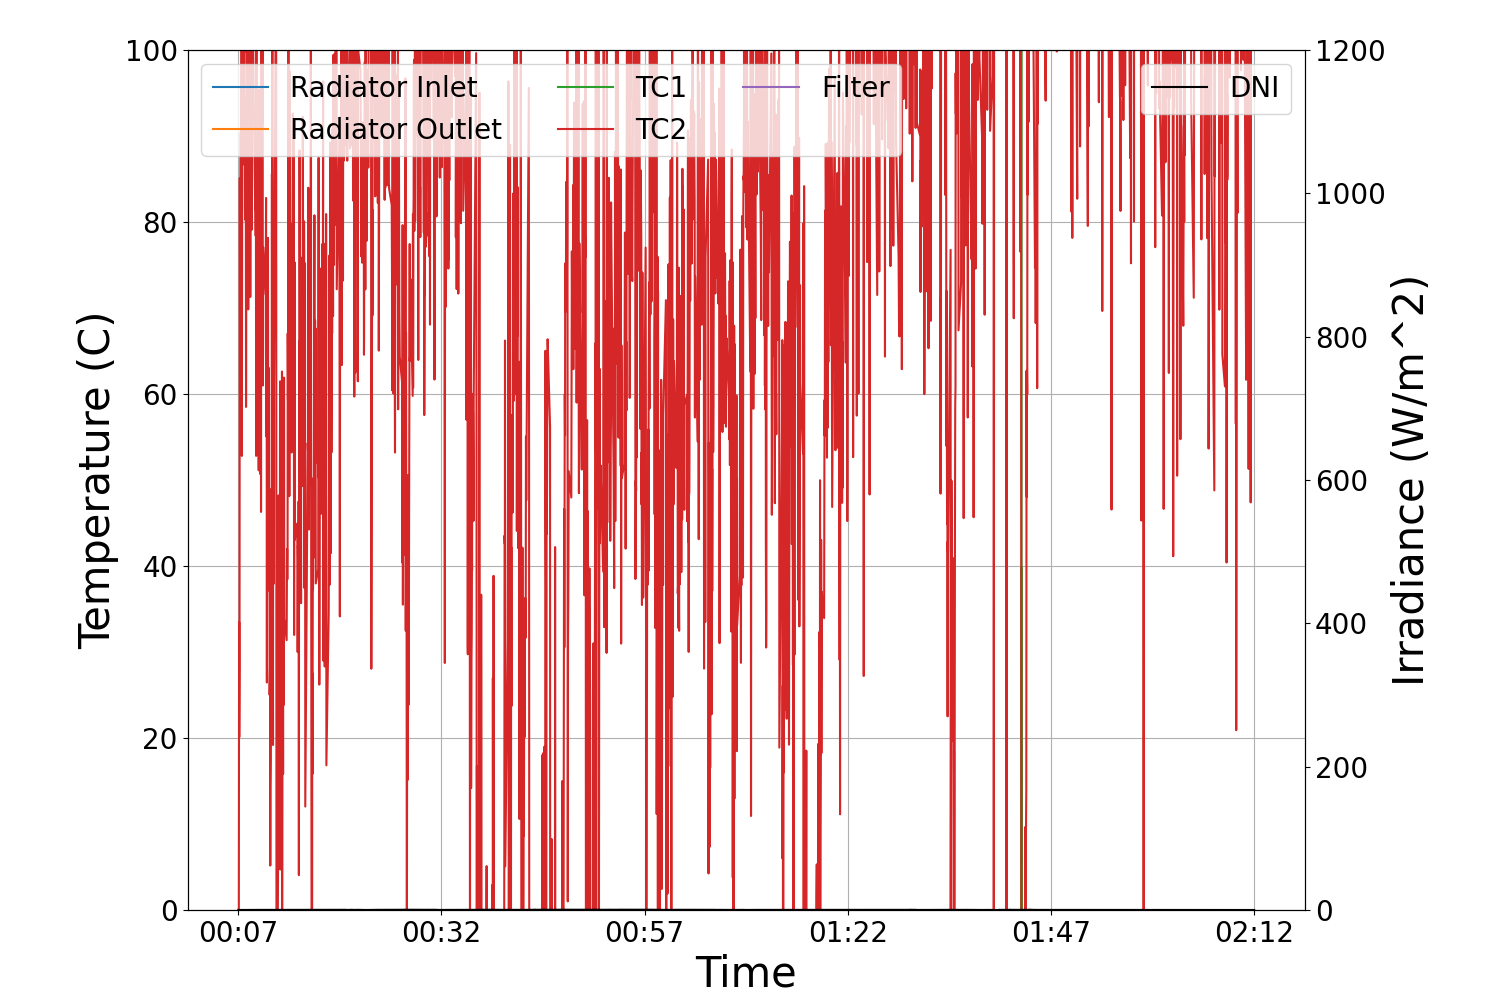 100
80
60
40
20
0
Temperature (C)
Radiator Inlet
Radiator Outlet
TC1
TC2
Filter
DNI
1200
1000
800
600
400
200
0
Irradiance (W/m^2)
00:07
00:32
00:57
01:22
01:47
02:12
Time